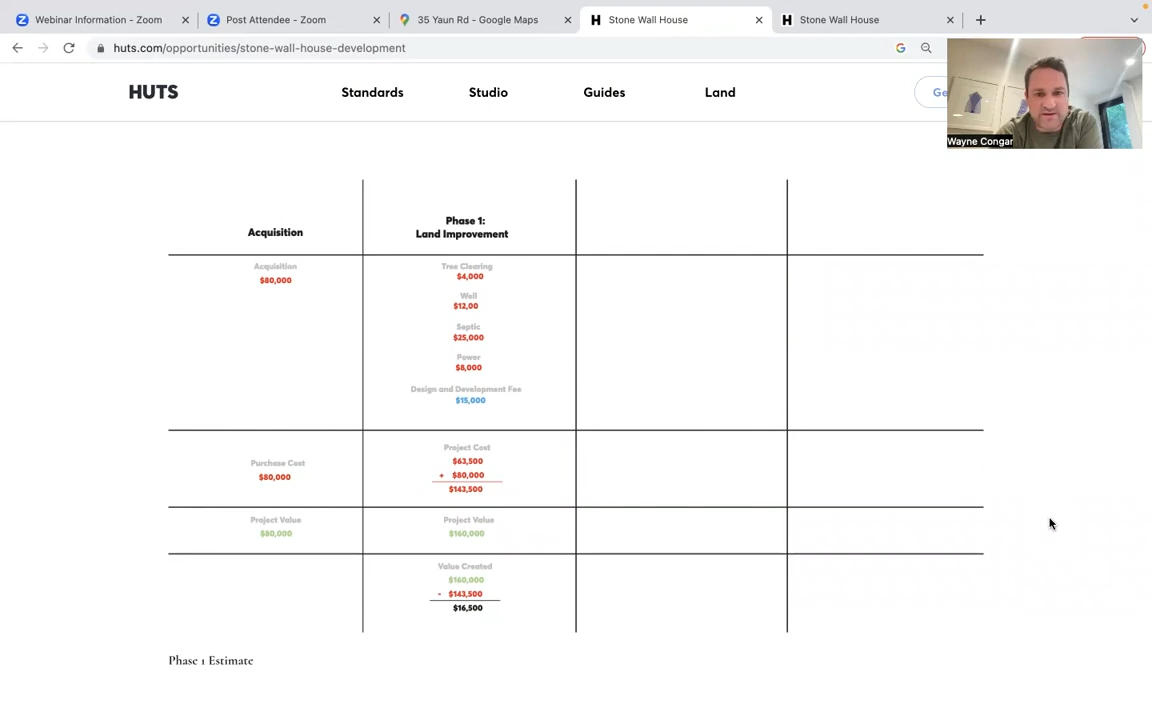 Webinar Information - Zoom
Post Attendee - Zoom
35 Yaun Rd - Google Maps
Stone Wall House
Stone Wall House
huts.com/opportunities/stone-wall-house-development
HUTS
Standards
Studio
Guides
Land
Ge
Wayne Congar
Acquisition
Phase 1:
Land Improvement
Acquisition
$80,000
Tree Clearing
$4,000
Well
$12,00
Septic
$25,000
Power
$8,000
Design and Development Fee
$15,000
Purchase Cost
$80,000
Project Cost
$63,500
+ $80,000
$143,500
Project Value
$80,000
Project Value
$160,000
Value Created
$160,000
- $143,500
$16,500
Phase 1 Estimate